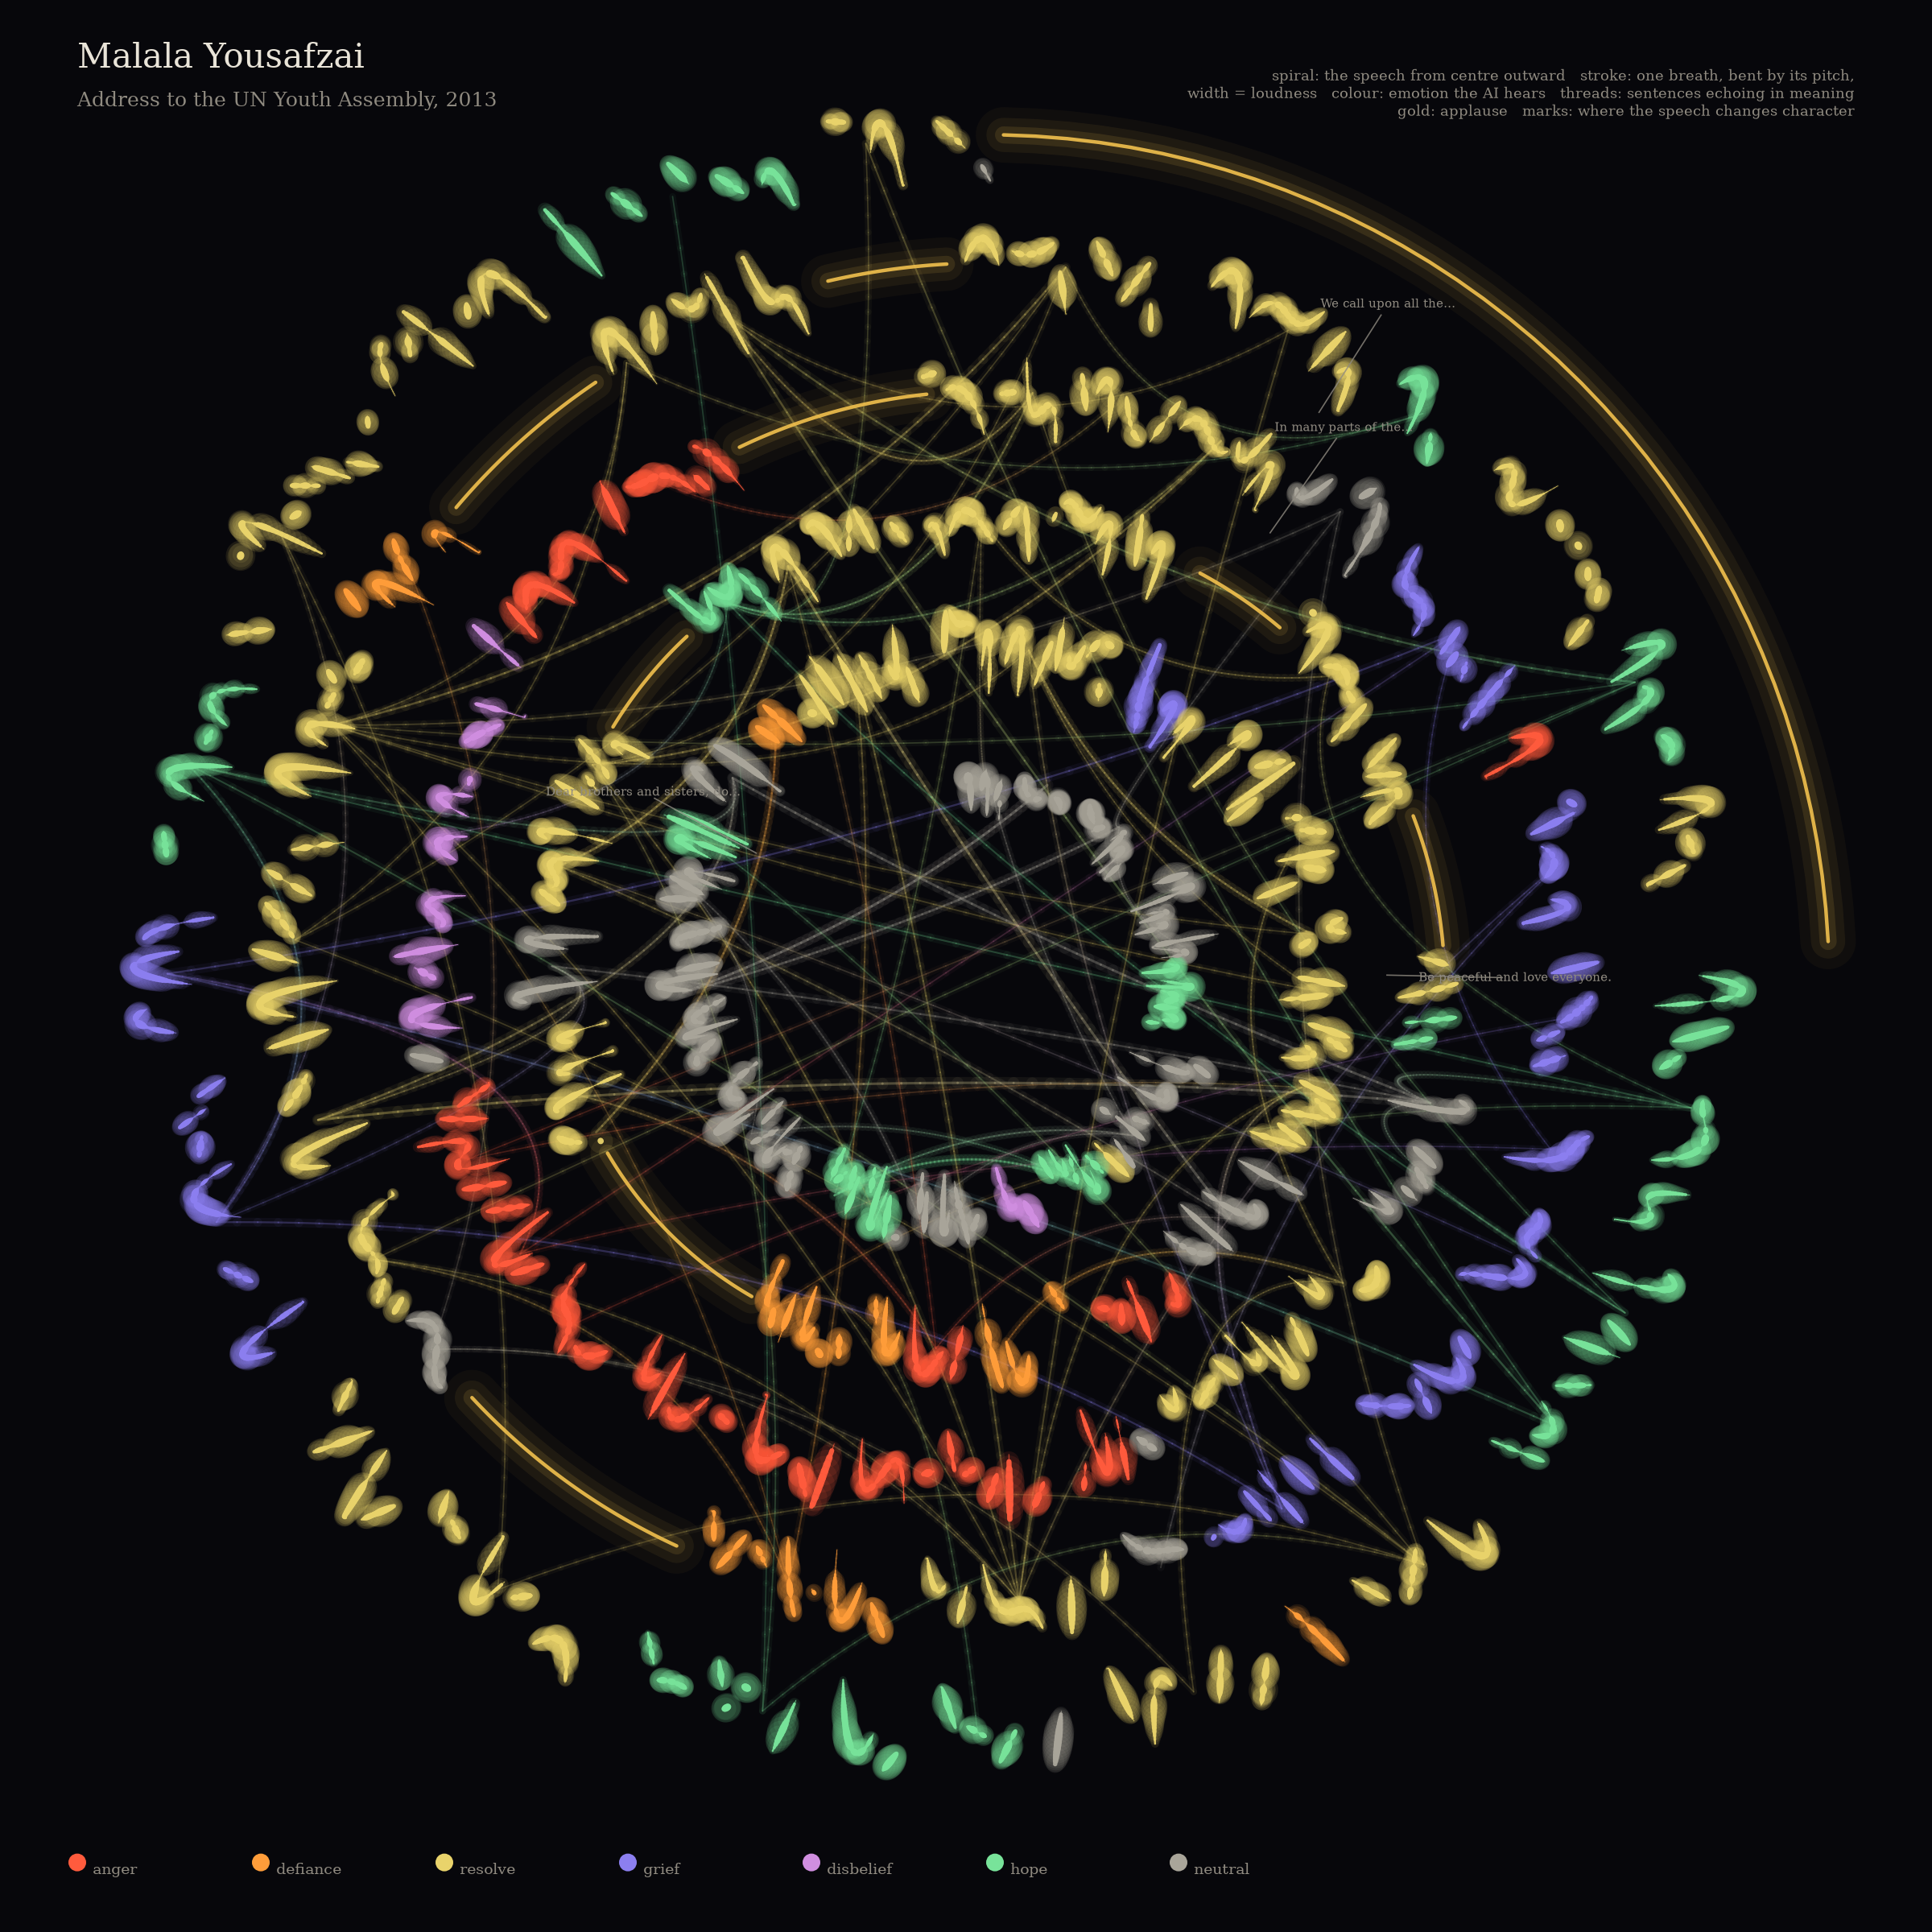 Malala Yousafzai
Address to the UN Youth Assembly, 2013
spiral: the speech from centre outward stroke: one breath, bent by its pitch,
width = loudness colour: emotion the AI hears threads: sentences echoing in meaning
gold: applause marks: where the speech changes character
We call upon all the...
In many parts of the...
Dear brothers and sisters, do...
Be peaceful and love everyone.
anger
defiance
resolve
grief
disbelief
hope
neutral